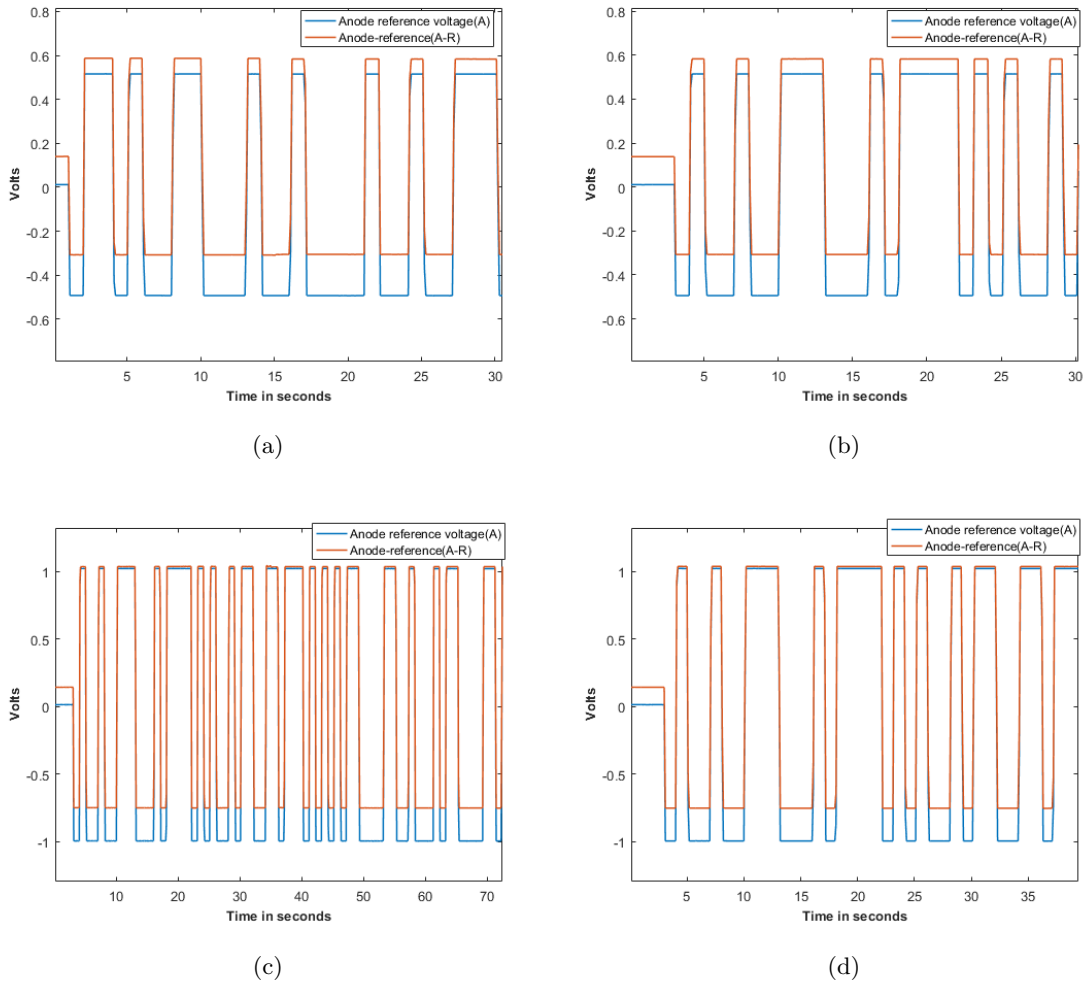 Anode reference voltage(A)
Anode-reference(A-R)
0.8
0.6
0.4
0.2
0
-0.2
-0.4
-0.6
Volts
5 10 15 20 25 30
Time in seconds
(a)
Anode reference voltage(A)
Anode-reference(A-R)
0.8
0.6
0.4
0.2
0
-0.2
-0.4
-0.6
Volts
5 10 15 20 25 30
Time in seconds
(b)
Anode reference voltage(A)
Anode-reference(A-R)
1
0.5
0
-0.5
-1
Volts
10 20 30 40 50 60 70
Time in seconds
(c)
Anode reference voltage(A)
Anode-reference(A-R)
1
0.5
0
-0.5
-1
Volts
5 10 15 20 25 30 35
Time in seconds
(d)